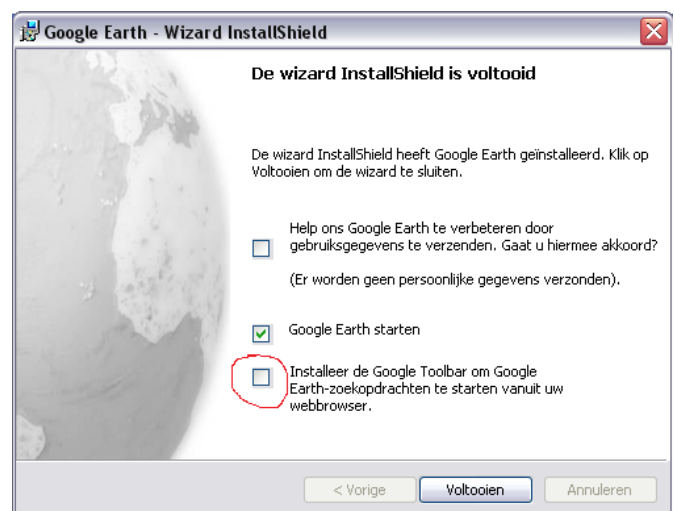 Google Earth - Wizard InstallShield
De wizard InstallShield is voltooid
De wizard InstallShield heeft Google Earth geïnstalleerd. Klik op
Voltooien om de wizard te sluiten.
Help ons Google Earth te verbeteren door
gebruiksgegevens te verzenden. Gaat u hiermee akkoord?
(Er worden geen persoonlijke gegevens verzonden).
Google Earth starten
Installeer de Google Toolbar om Google
Earth-zoekopdrachten te starten vanuit uw
webbrowser.
< Vorige Voltooien Annuleren